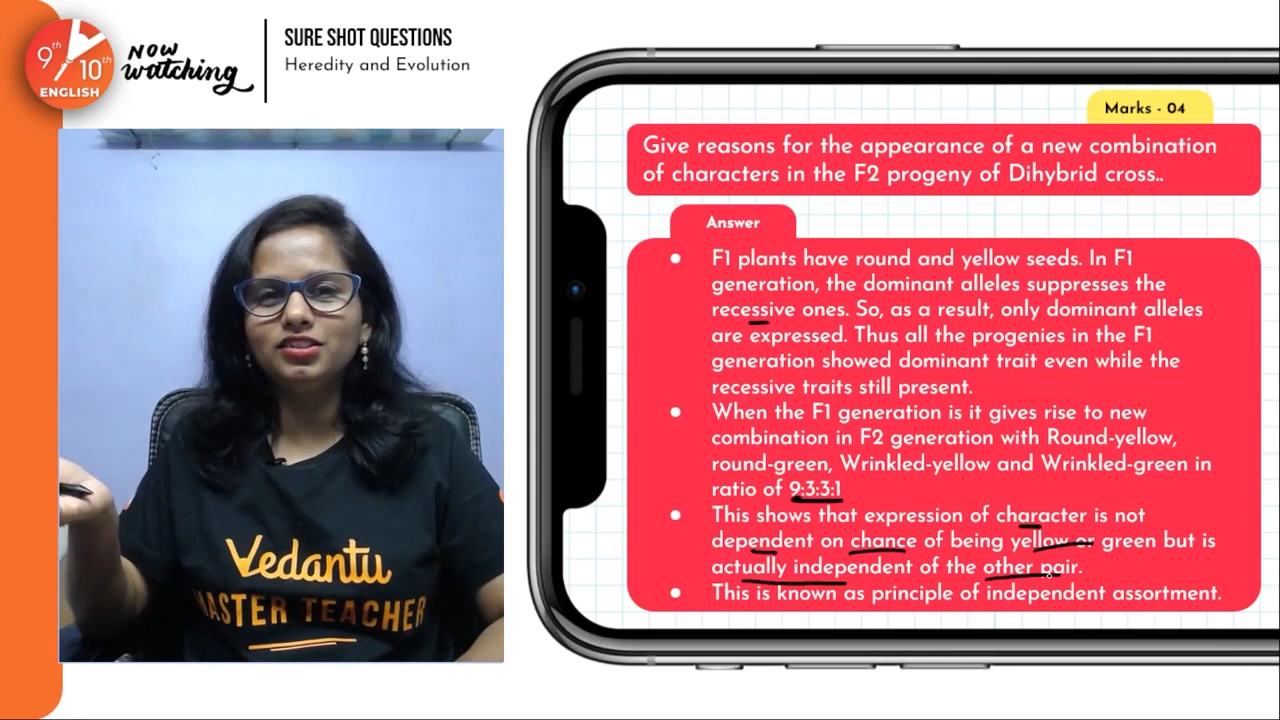 9th
10th
ENGLISH
NOW
watching
SURE SHOT QUESTIONS
Heredity and Evolution
Marks - 04
Give reasons for the appearance of a new combination
of characters in the F2 progeny of Dihybrid cross..
Answer
F1 plants have round and yellow seeds. In F1
generation, the dominant alleles suppresses the
recessive ones. So, as a result, only dominant alleles
are expressed. Thus all the progenies in the F1
generation showed dominant trait even while the
recessive traits still present.
When the F1 generation is it gives rise to new
combination in F2 generation with Round-yellow,
round-green, Wrinkled-yellow and Wrinkled-green in
ratio of 9:3:3:1
This shows that expression of character is not
dependent on chance of being yellow or green but is
actually independent of the other pair.
This is known as principle of independent assortment.
Vedantu
MASTER TEACHER